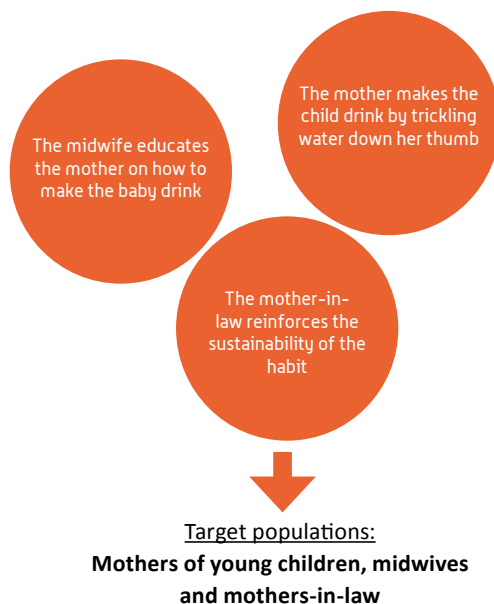 The midwife educates
the mother on how to
make the baby drink
The mother makes the
child drink by trickling
water down her thumb
The mother-in-
law reinforces the
sustainability of the
habit
Target populations:
Mothers of young children, midwives
and mothers-in-law